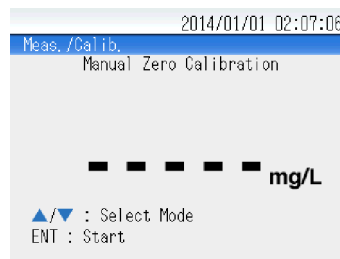 2014/01/01 02:07:06
Meas./Calib.
Manual Zero Calibration
----- mg/L
▲/▼ : Select Mode
ENT : Start